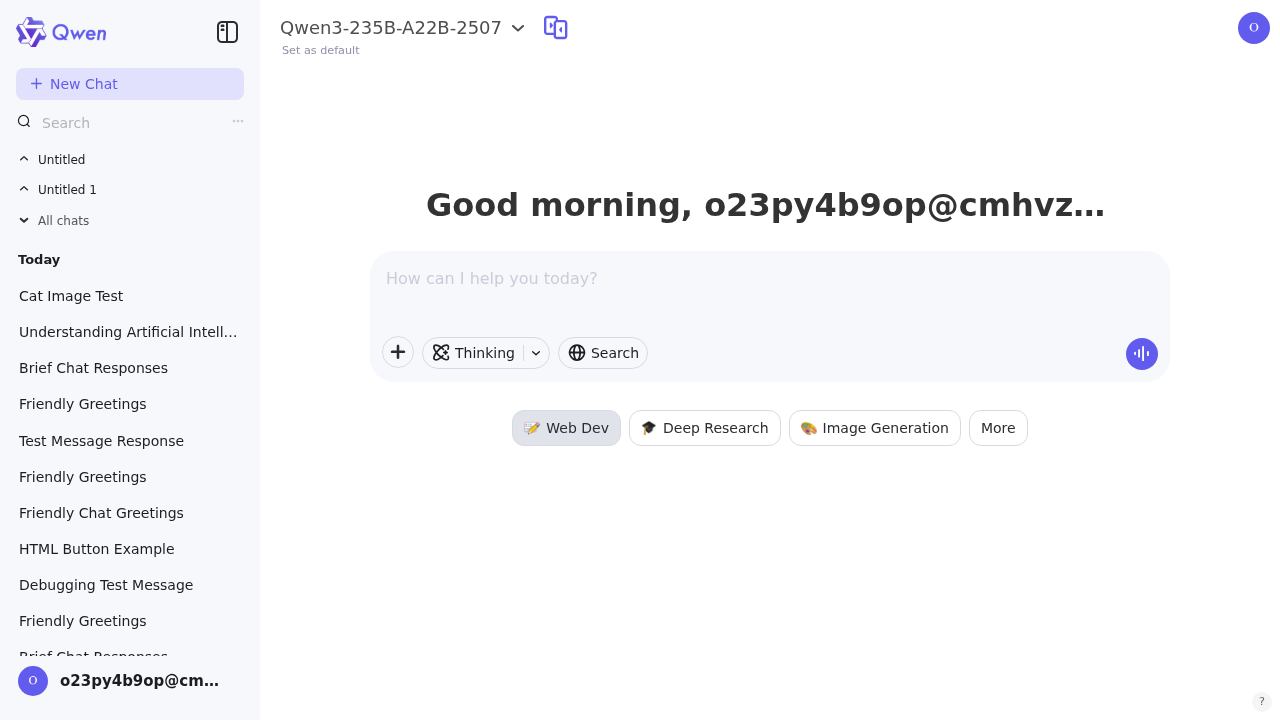 Qwen
New Chat
Search
Untitled
Untitled 1
All chats
Today
Cat Image Test
Understanding Artificial Intell...
Brief Chat Responses
Friendly Greetings
Test Message Response
Friendly Greetings
Friendly Chat Greetings
HTML Button Example
Debugging Test Message
Friendly Greetings
Brief Chat Responses
O
o23py4b9op@cm...
Qwen3-235B-A22B-2507
Set as default
O
Good morning, o23py4b9op@cmhvz...
How can I help you today?
Thinking
Search
Web Dev
Deep Research
Image Generation
More
?